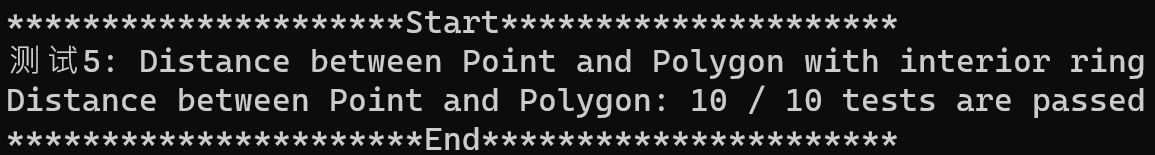 *********************Start*********************
测试5: Distance between Point and Polygon with interior ring
Distance between Point and Polygon: 10 / 10 tests are passed
**********************End**********************